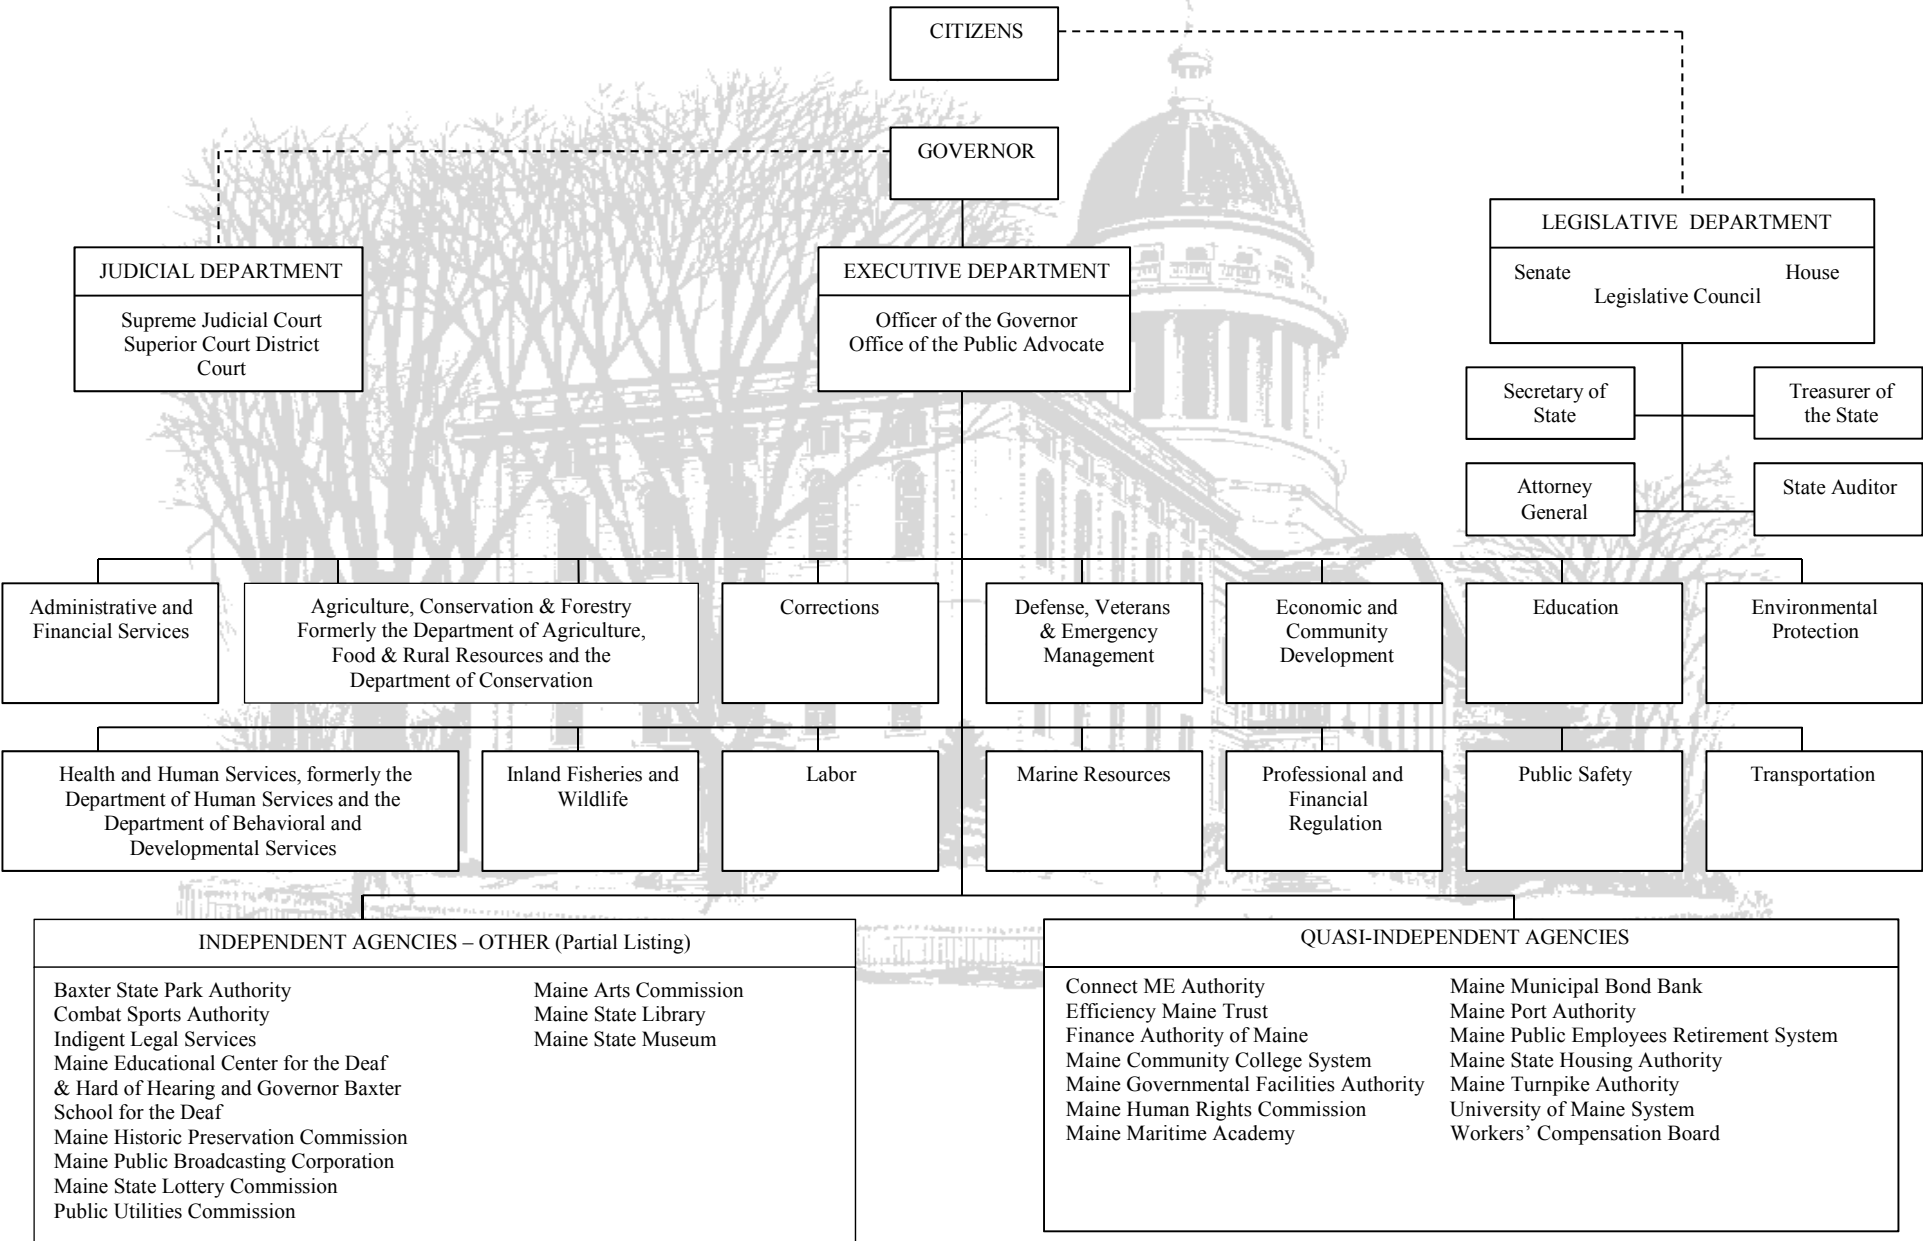 CITIZENS
GOVERNOR
LEGISLATIVE DEPARTMENT
Senate House
Legislative Council
JUDICIAL DEPARTMENT
Supreme Judicial Court
Superior Court District
Court
EXECUTIVE DEPARTMENT
Officer of the Governor
Office of the Public Advocate
Secretary of
State
Treasurer of
the State
Attorney
General
State Auditor
Administrative and
Financial Services
Agriculture, Conservation & Forestry
Formerly the Department of Agriculture,
Food & Rural Resources and the
Department of Conservation
Corrections
Defense, Veterans
& Emergency
Management
Economic and
Community
Development
Education
Environmental
Protection
Health and Human Services, formerly the
Department of Human Services and the
Department of Behavioral and
Developmental Services
Inland Fisheries and
Wildlife
Labor
Marine Resources
Professional and
Financial
Regulation
Public Safety
Transportation
INDEPENDENT AGENCIES – OTHER (Partial Listing)
Baxter State Park Authority
Combat Sports Authority
Indigent Legal Services
Maine Educational Center for the Deaf
& Hard of Hearing and Governor Baxter
School for the Deaf
Maine Historic Preservation Commission
Maine Public Broadcasting Corporation
Maine State Lottery Commission
Public Utilities Commission
Maine Arts Commission
Maine State Library
Maine State Museum
QUASI-INDEPENDENT AGENCIES
Connect ME Authority
Efficiency Maine Trust
Finance Authority of Maine
Maine Community College System
Maine Governmental Facilities Authority
Maine Human Rights Commission
Maine Maritime Academy
Maine Municipal Bond Bank
Maine Port Authority
Maine Public Employees Retirement System
Maine State Housing Authority
Maine Turnpike Authority
University of Maine System
Workers’ Compensation Board